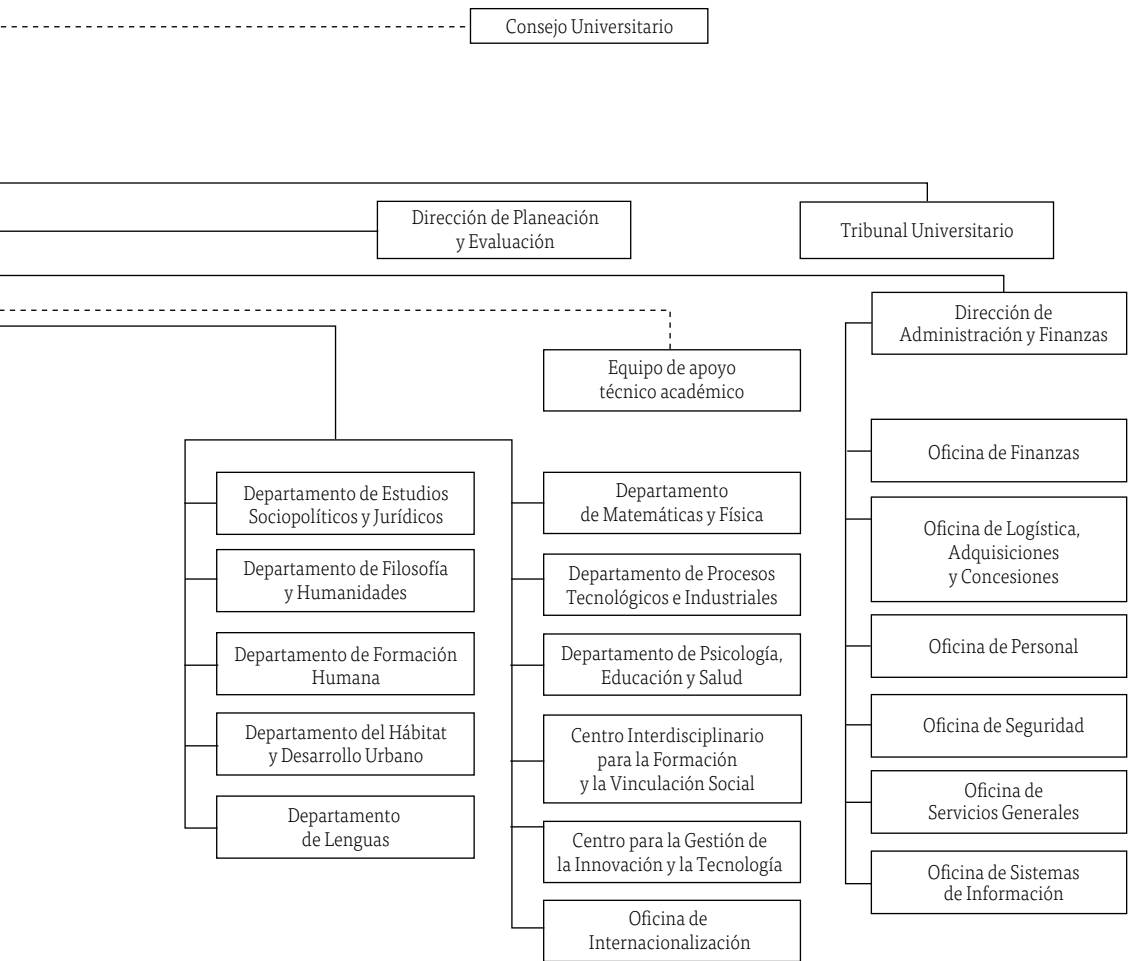 Consejo Universitario
Dirección de Planeación
y Evaluación
Tribunal Universitario
Dirección de
Administración y Finanzas
Equipo de apoyo
técnico académico
Departamento de Estudios
Sociopolíticos y Jurídicos
Departamento de Filosofía
y Humanidades
Departamento de Formación
Humana
Departamento del Hábitat
y Desarrollo Urbano
Departamento
de Lenguas
Departamento
de Matemáticas y Física
Departamento de Procesos
Tecnológicos e Industriales
Departamento de Psicología,
Educación y Salud
Centro Interdisciplinario
para la Formación
y la Vinculación Social
Centro para la Gestión de
la Innovación y la Tecnología
Oficina de
Internacionalización
Oficina de Finanzas
Oficina de Logística,
Adquisiciones
y Concesiones
Oficina de Personal
Oficina de Seguridad
Oficina de
Servicios Generales
Oficina de Sistemas
de Información